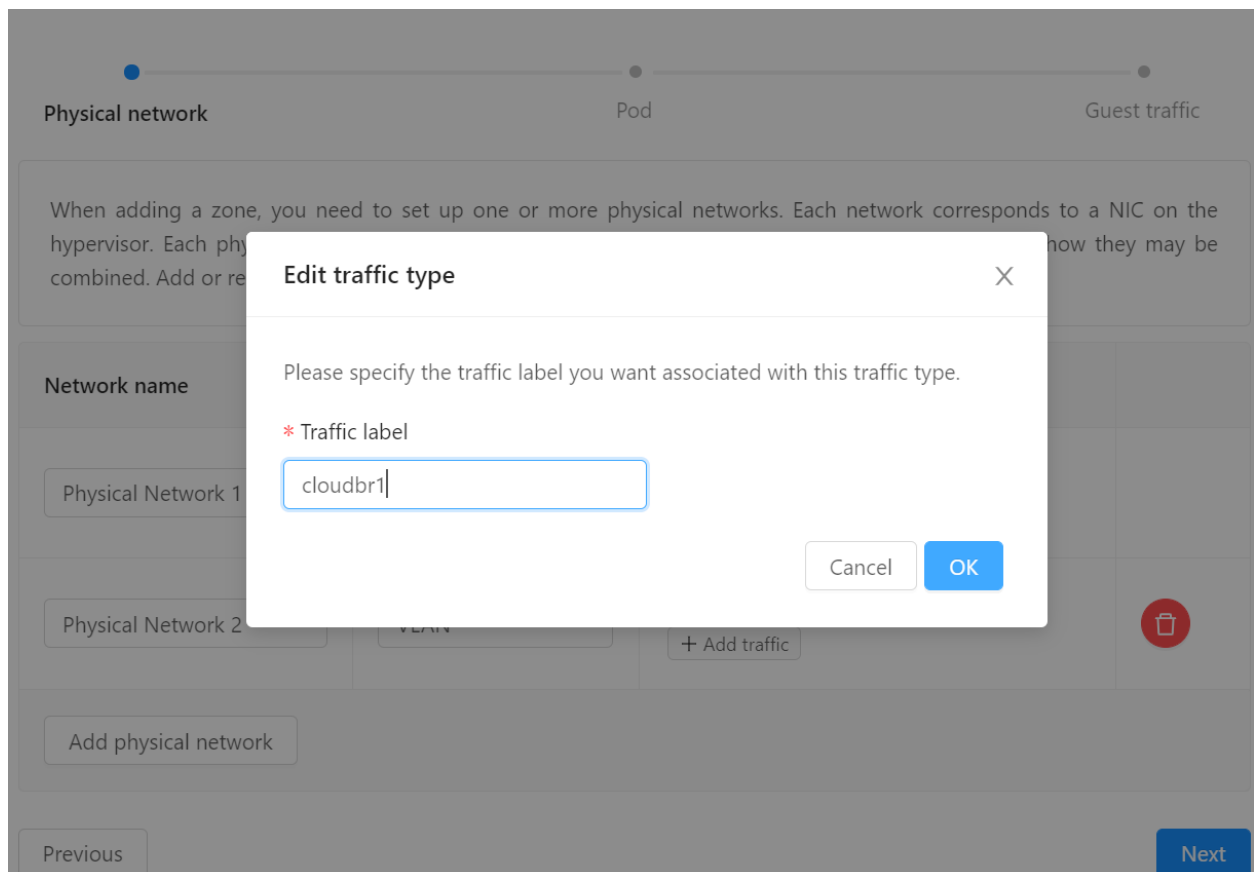 Physical network
Pod
Guest traffic
When adding a zone, you need to set up one or more physical networks. Each network corresponds to a NIC on the
hypervisor. Each phy how they may be
combined. Add or re
Edit traffic type
Please specify the traffic label you want associated with this traffic type.
* Traffic label
cloudbr1
Cancel
OK
Network name
Physical Network 1
Physical Network 2
VLAN
+ Add traffic
Add physical network
Previous
Next